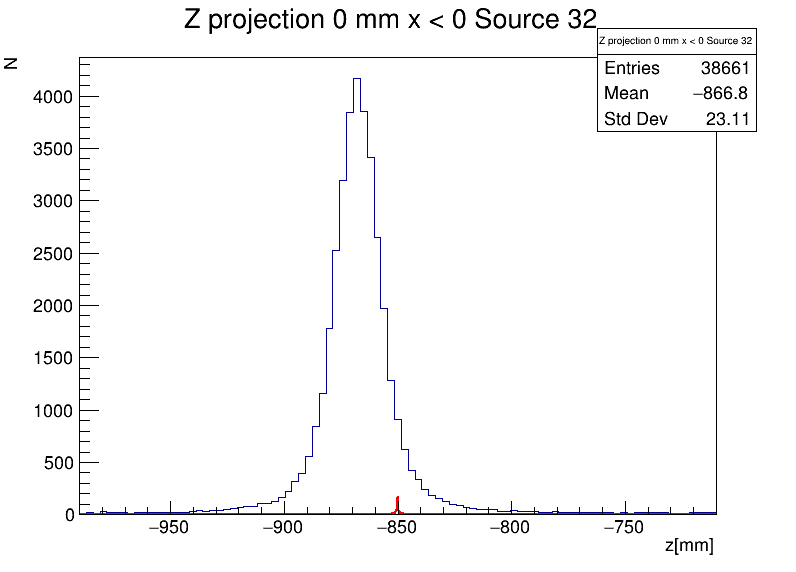 Z projection 0 mm x < 0 Source 32
Z projection 0 mm x < 0 Source 32
Entries 38661
Mean −866.8
Std Dev 23.11
N
4000
3500
3000
2500
2000
1500
1000
500
0
−950 −900 −850 −800 −750
z[mm]